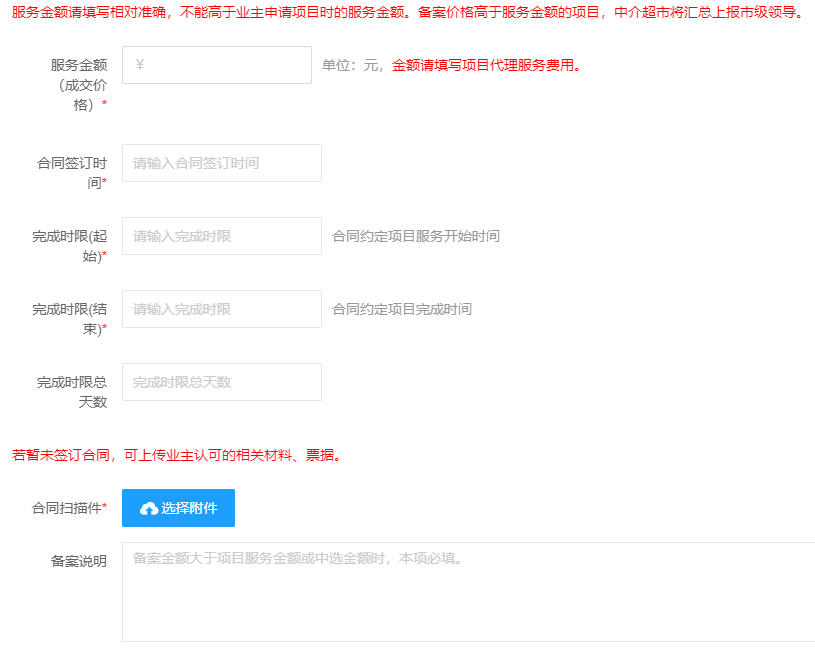 服务金额请填写相对准确，不能高于业主申请项目时的服务金额。备案价格高于服务金额的项目，中介超市将汇总上报市级领导。
服务金额
（成交价
格）*
¥
单位：元，金额请填写项目代理服务费用。
合同签订时
间*
请输入合同签订时间
完成时限(起
始)*
请输入完成时限
合同约定项目服务开始时间
完成时限(结
束)*
请输入完成时限
合同约定项目完成时间
完成时限总
天数
完成时限总天数
若暂未签订合同，可上传业主认可的相关材料、票据。
合同扫描件*
选择附件
备案说明
备案金额大于项目服务金额或中选金额时，本项必填。